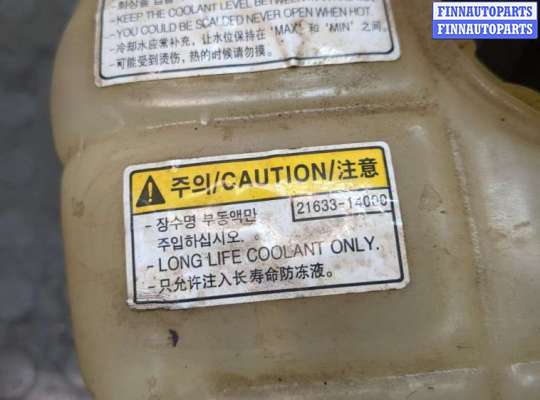 FINNAUTOPARTS
FINNAUTOPARTS
- KEEP THE COOLANT LEVEL BETWEEN
- YOU COULD BE SCALDED NEVER OPEN WHEN HOT.
- 冷却水应常补充，让水位保持在 'MAX' 和 'MIN' 之间。
- 可能受到烫伤，热的时候请勿摸。
주의/CAUTION/注意
- 장수명 부동액만 21633-14000
주입하십시오.
- LONG LIFE COOLANT ONLY.
- 只允许注入长寿命防冻液。